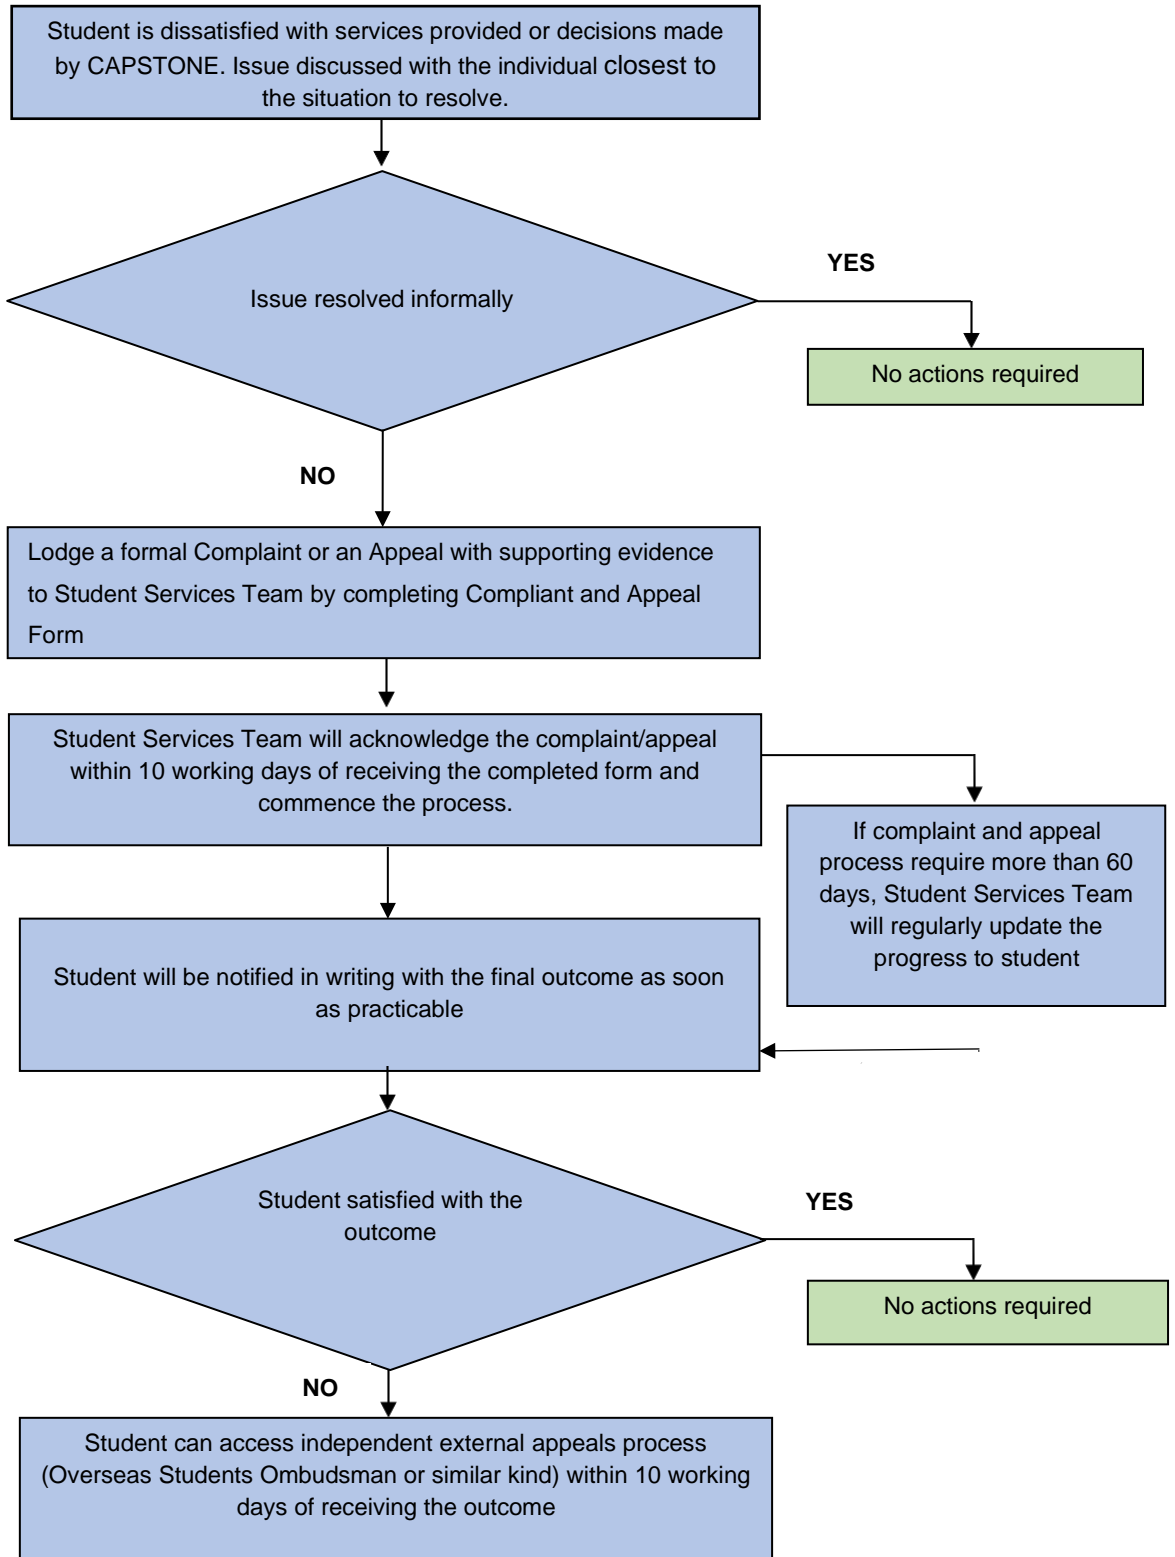 Student is dissatisfied with services provided or decisions made
by CAPSTONE. Issue discussed with the individual closest to
the situation to resolve.
YES
Issue resolved informally
No actions required
NO
Lodge a formal Complaint or an Appeal with supporting evidence
to Student Services Team by completing Compliant and Appeal
Form
Student Services Team will acknowledge the complaint/appeal
within 10 working days of receiving the completed form and
commence the process.
If complaint and appeal
process require more than 60
days, Student Services Team
will regularly update the
progress to student
Student will be notified in writing with the final outcome as soon
as practicable
Student satisfied with the
outcome
YES
No actions required
NO
Student can access independent external appeals process
(Overseas Students Ombudsman or similar kind) within 10 working
days of receiving the outcome